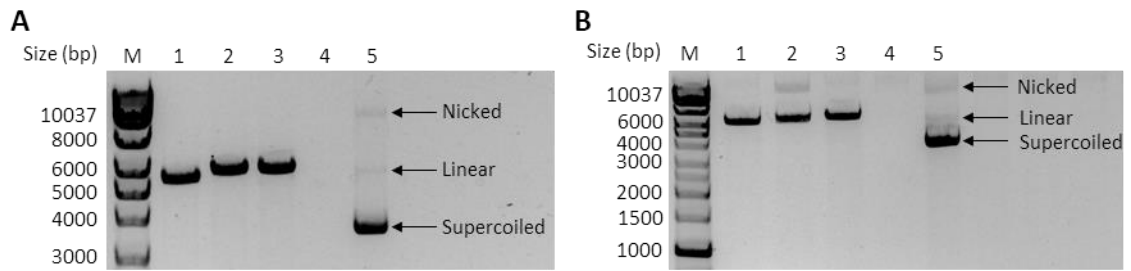 A
Size (bp) M 1 2 3 4 5
10037
8000
6000
5000
4000
3000
Nicked
Linear
Supercoiled
B
Size (bp) M 1 2 3 4 5
10037
6000
4000
3000
2000
1500
1000
Nicked
Linear
Supercoiled